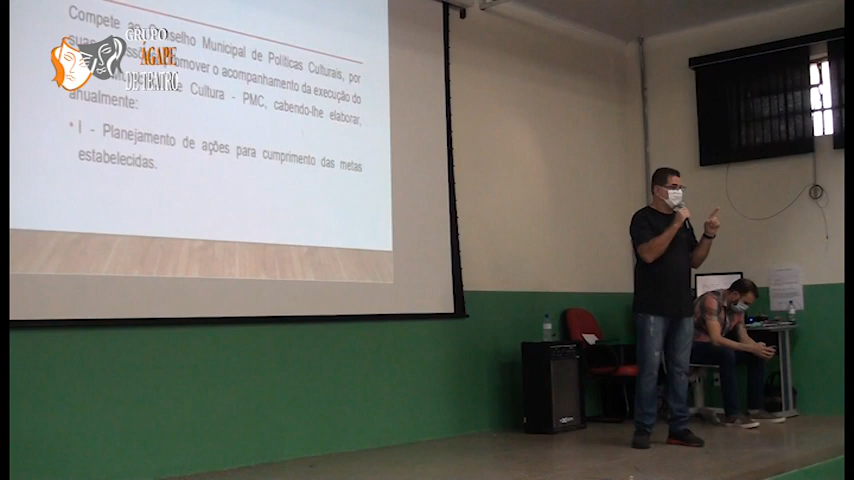 GRUPO
ÁGAPE
DE TEATRO
Compete ao Conselho Municipal de Políticas Culturais, por
promover o acompanhamento da execução do
Cultura - PMC, cabendo-lhe elaborar,
anualmente:
• I - Planejamento de ações para cumprimento das metas
estabelecidas.